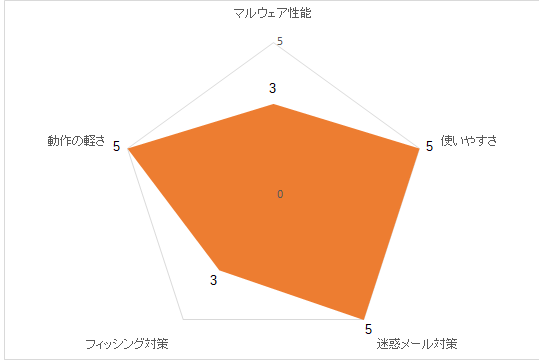 マルウェア性能
5
3
動作の軽さ 5
5 使いやすさ
0
3
5
フィッシング対策
迷惑メール対策